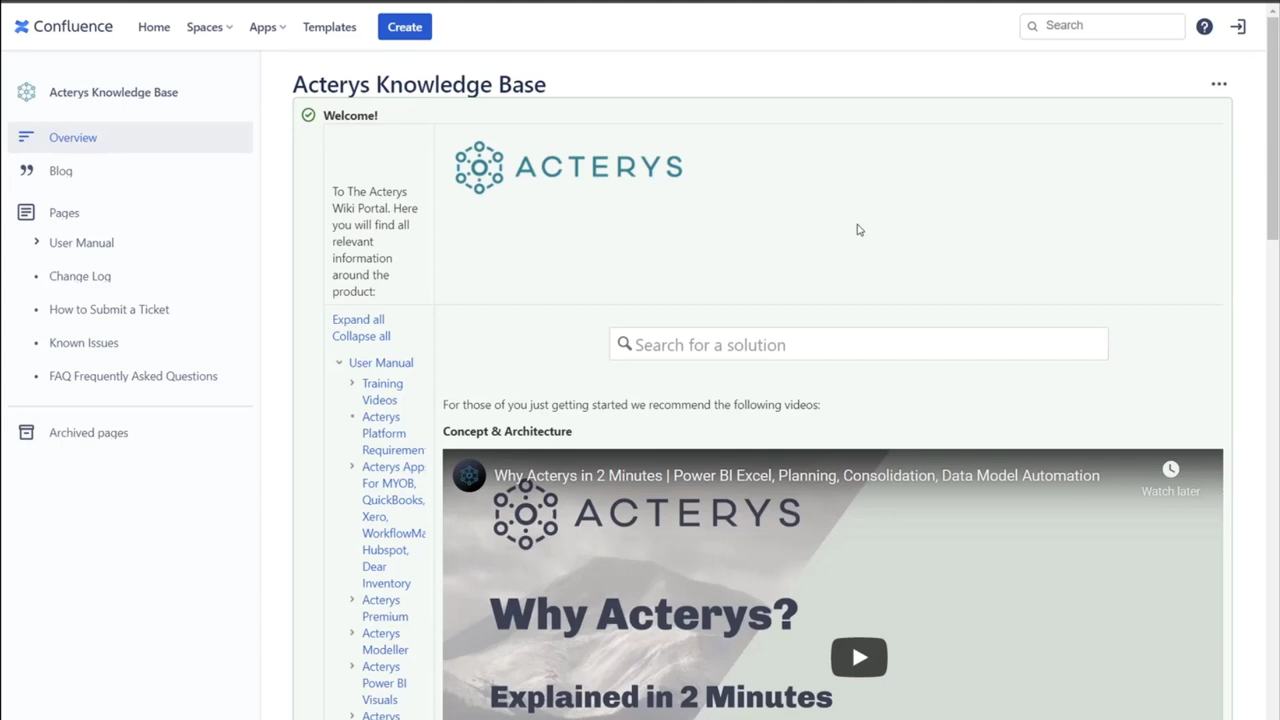 Confluence
Home
Spaces
Apps
Templates
Create
Search
Acterys Knowledge Base
Overview
Blog
Pages
User Manual
Change Log
How to Submit a Ticket
Known Issues
FAQ Frequently Asked Questions
Archived pages
Acterys Knowledge Base
Welcome!
To The Acterys
Wiki Portal. Here
you will find all
relevant
information
around the
product:
Expand all
Collapse all
User Manual
Training
Videos
Acterys
Platform
Requiremen
Acterys App
For MYOB,
QuickBooks,
Xero,
WorkflowMa
Hubspot,
Dear
Inventory
Acterys
Premium
Acterys
Modeller
Acterys
Power BI
Visuals
Acterys
ACTERYS
Search for a solution
For those of you just getting started we recommend the following videos:
Concept & Architecture
Why Acterys in 2 Minutes | Power BI Excel, Planning, Consolidation, Data Model Automation
Watch later
ACTERYS
Why Acterys?
Explained in 2 Minutes